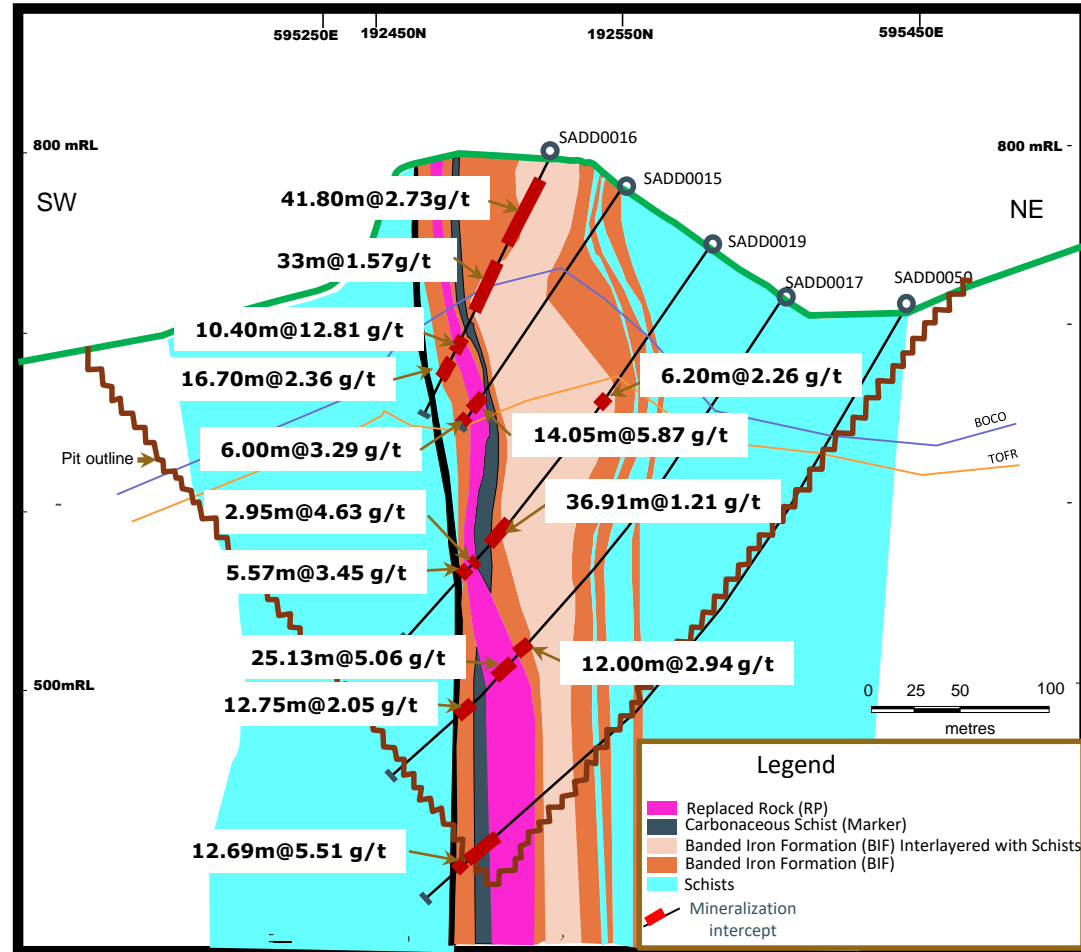 595250E
192450N
192550N
595450E
800 mRL
800 mRL
SW
NE
SADD0016
SADD0015
SADD0019
SADD0017
SADD0050
41.80m@2.73g/t
33m@1.57g/t
10.40m@12.81 g/t
16.70m@2.36 g/t
6.20m@2.26 g/t
6.00m@3.29 g/t
14.05m@5.87 g/t
BOCO
TOFR
Pit outline
2.95m@4.63 g/t
36.91m@1.21 g/t
5.57m@3.45 g/t
25.13m@5.06 g/t
12.00m@2.94 g/t
500mRL
12.75m@2.05 g/t
0 25 50 100
metres
12.69m@5.51 g/t
Legend
Replaced Rock (RP)
Carbonaceous Schist (Marker)
Banded Iron Formation (BIF) Interlayered with Schists
Banded Iron Formation (BIF)
Schists
Mineralization
intercept